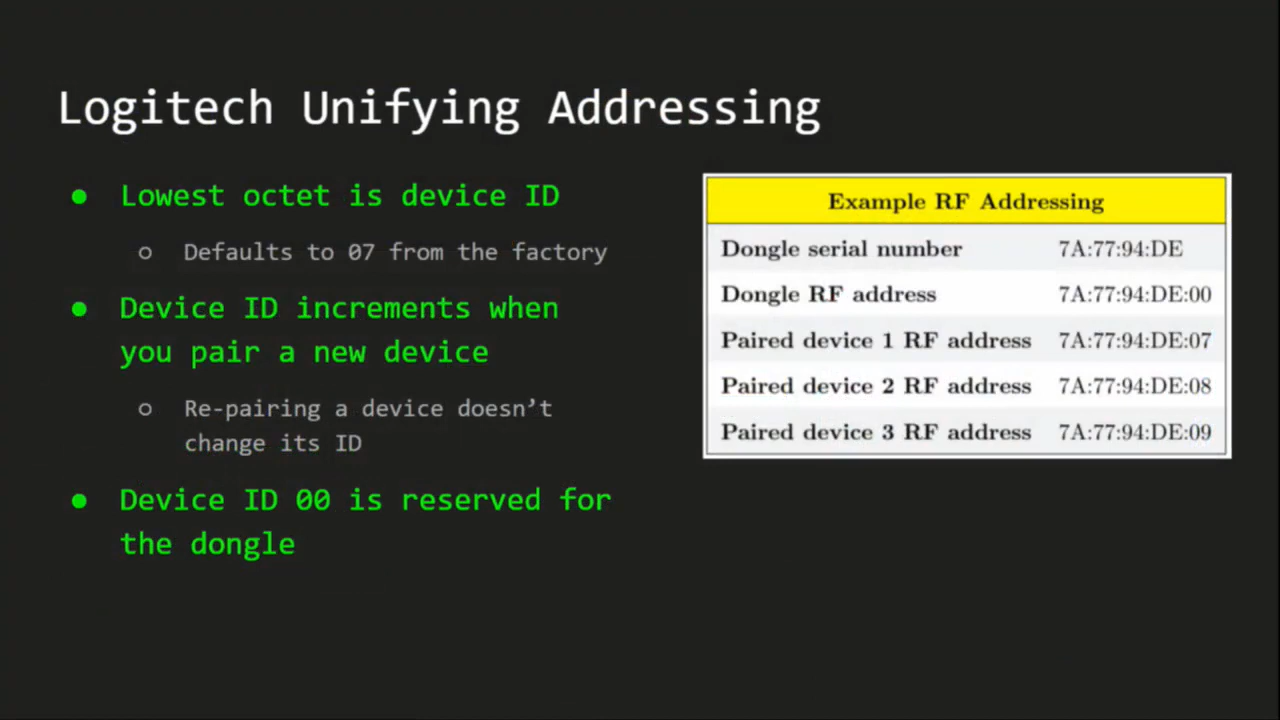 Logitech Unifying Addressing
● Lowest octet is device ID
○ Defaults to 07 from the factory
● Device ID increments when
you pair a new device
○ Re-pairing a device doesn’t
change its ID
● Device ID 00 is reserved for
the dongle
Example RF Addressing
Dongle serial number 7A:77:94:DE
Dongle RF address 7A:77:94:DE:00
Paired device 1 RF address 7A:77:94:DE:07
Paired device 2 RF address 7A:77:94:DE:08
Paired device 3 RF address 7A:77:94:DE:09